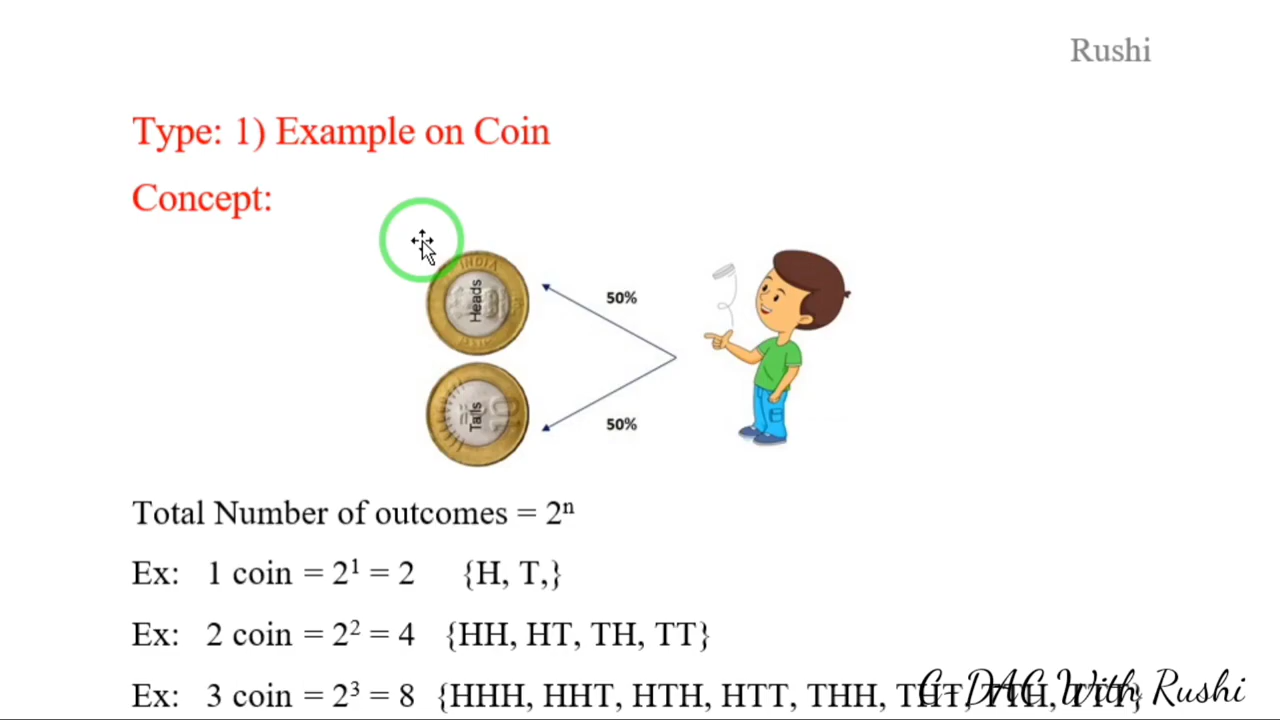 Rushi
Type: 1) Example on Coin
Concept:
INDIA
Heads
50%
Tails
10
50%
Total Number of outcomes = 2ⁿ
Ex: 1 coin = 2¹ = 2 {H, T,}
Ex: 2 coin = 2² = 4 {HH, HT, TH, TT}
Ex: 3 coin = 2³ = 8 {HHH, HHT, HTH, HTT, THH, THT, TTH, TTT}
C-DAC With Rushi